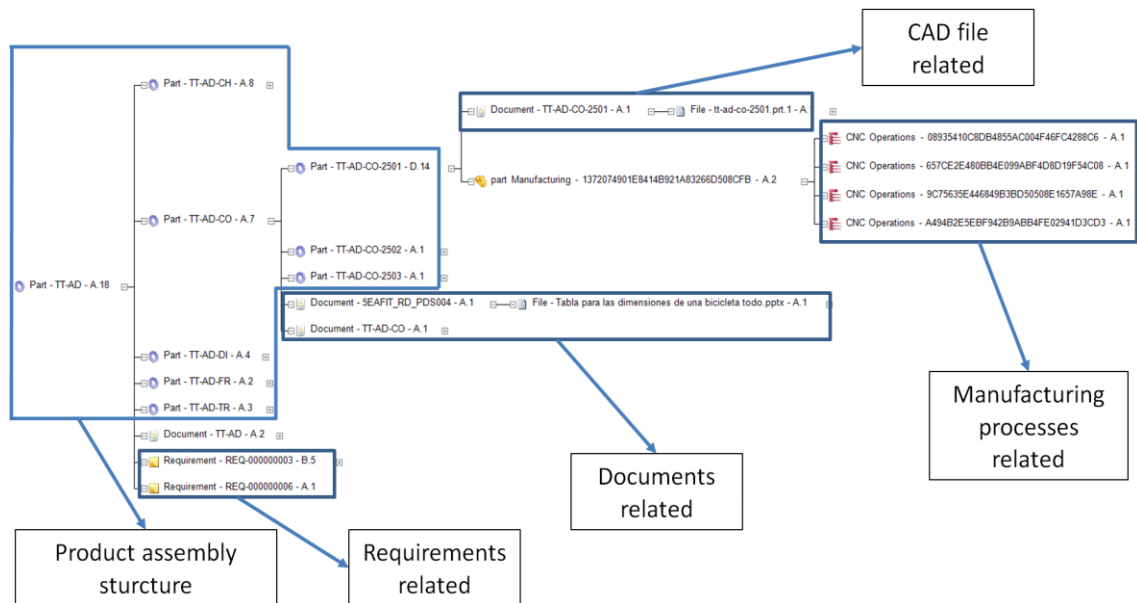 CAD file
related
Part - TT-AD-CH - A.8
Document - TT-AD-CO-2501 - A.1
File - tt-ad-co-2501.prt.1 - A.
CNC Operations - 08935410C8DB4855AC004F46FC4288C6 - A.1
Part - TT-AD-CO-2501 - D.14
CNC Operations - 657CE2E480BB4E099ABF4D8D19F54C08 - A.1
part Manufacturing - 1372074901E8414B921A83266D508CFB - A.2
CNC Operations - 9C75635E446849B3BD50508E1657A98E - A.1
Part - TT-AD-CO - A.7
CNC Operations - A494B2E5EBF942B9ABB4FE02941D3CD3 - A.1
Part - TT-AD-CO-2502 - A.1
Part - TT-AD-CO-2503 - A.1
Part - TT-AD - A.18
Document - 5EAFIT_RD_PDS004 - A.1
File - Tabla para las dimensiones de una bicicleta todo.pptx - A.1
Document - TT-AD-CO - A.1
Part - TT-AD-DI - A.4
Part - TT-AD-FR - A.2
Part - TT-AD-TR - A.3
Document - TT-AD - A.2
Requirement - REQ-000000003 - B.5
Requirement - REQ-000000006 - A.1
Manufacturing
processes
related
Documents
related
Product assembly
sturcture
Requirements
related